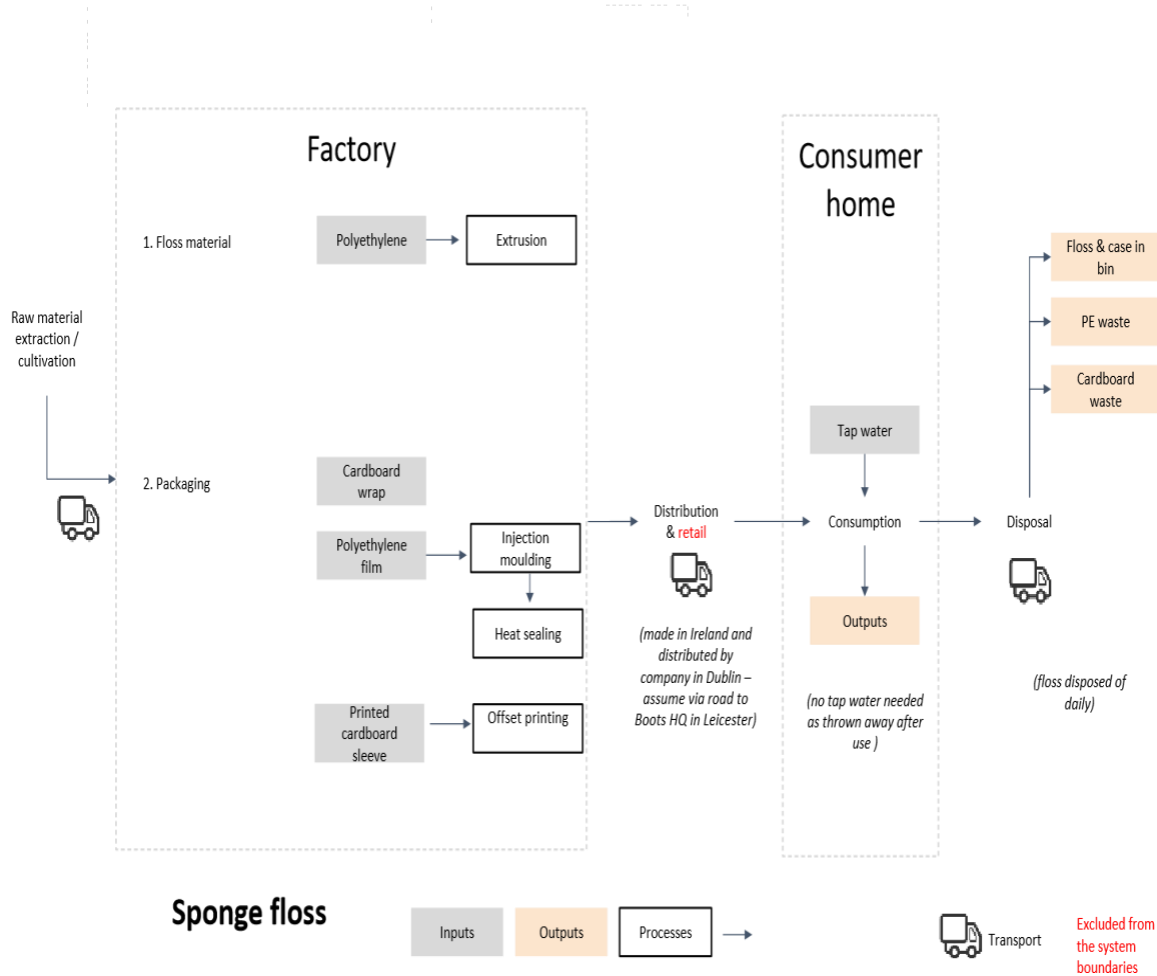 Factory
Consumer
home
1. Floss material
Polyethylene
Extrusion
Floss & case in
bin
PE waste
Cardboard
waste
Raw material
extraction /
cultivation
Tap water
2. Packaging
Cardboard
wrap
Polyethylene
film
Injection
moulding
Heat sealing
Printed
cardboard
sleeve
Offset printing
Distribution
& retail
(made in Ireland and
distributed by
company in Dublin –
assume via road to
Boots HQ in Leicester)
Consumption
Outputs
(no tap water needed
as thrown away after
use )
Disposal
(floss disposed of
daily)
Sponge floss
Inputs
Outputs
Processes
Transport
Excluded from
the system
boundaries